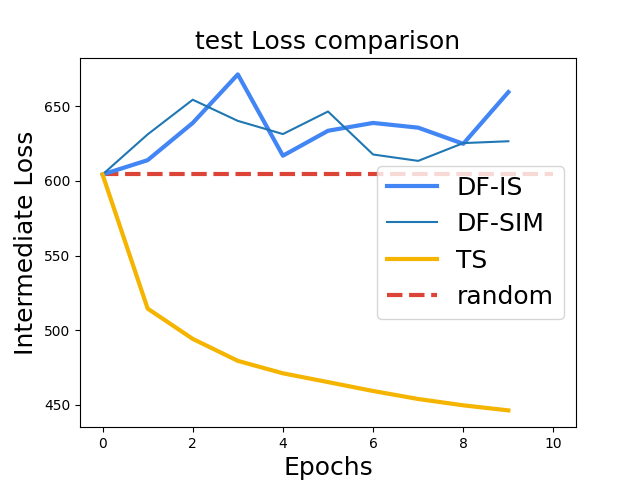 test Loss comparison
Intermediate Loss
650
600
550
500
450
DF-IS
DF-SIM
TS
random
0 2 4 6 8 10
Epochs